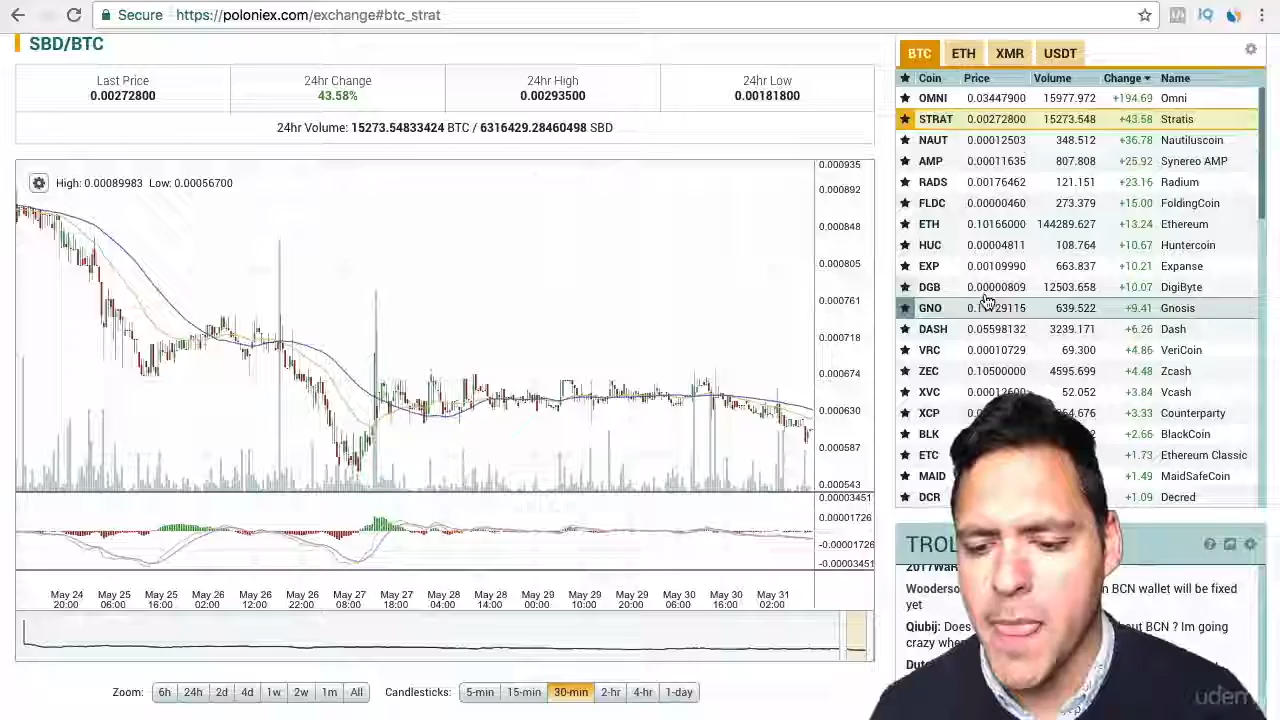 Secure https://poloniex.com/exchange#btc_strat
SBD/BTC
Last Price 24hr Change 24hr High 24hr Low
0.00272800 43.58% 0.00293500 0.00181800
24hr Volume: 15273.54833424 BTC / 6316429.28460498 SBD
High: 0.00089983 Low: 0.00056700
0.000935
0.000892
0.000848
0.000805
0.000761
0.000718
0.000674
0.000630
0.000587
0.000543
0.00003451
0.00001726
-0.00001726
-0.00003451
May 24 May 25 May 25 May 26 May 26 May 26 May 27 May 27 May 28 May 28 May 29 May 29 May 29 May 30 May 30 May 31
20:00 06:00 16:00 02:00 12:00 22:00 08:00 18:00 04:00 14:00 00:00 10:00 20:00 06:00 16:00 02:00
Zoom: 6h 24h 2d 4d 1w 2w 1m All Candlesticks: 5-min 15-min 30-min 2-hr 4-hr 1-day
BTC ETH XMR USDT
Coin Price Volume Change Name
OMNI 0.03447900 15977.972 +194.69 Omni
STRAT 0.00272800 15273.548 +43.58 Stratis
NAUT 0.00012503 348.512 +36.78 Nautiluscoin
AMP 0.00011635 807.808 +25.92 Synereo AMP
RADS 0.00176462 121.151 +23.16 Radium
FLDC 0.00000460 273.379 +15.00 FoldingCoin
ETH 0.10166000 144289.627 +13.24 Ethereum
HUC 0.00004811 108.764 +10.67 Huntercoin
EXP 0.00109990 663.837 +10.21 Expanse
DGB 0.00000809 12503.658 +10.07 DigiByte
GNO 639.522 +9.41 Gnosis
DASH 0.05598132 3239.171 +6.26 Dash
VRC 0.00010729 69.300 +4.86 VeriCoin
ZEC 0.10500000 4595.699 +4.48 Zcash
XVC 52.052 +3.84 Vcash
XCP +3.33 Counterparty
BLK +2.66 BlackCoin
ETC +1.73 Ethereum Classic
MAID +1.49 MaidSafeCoin
DCR +1.09 Decred
BCN wallet will be fixed
yet
Qiubij: Does BCN ? Im going
crazy
udemy